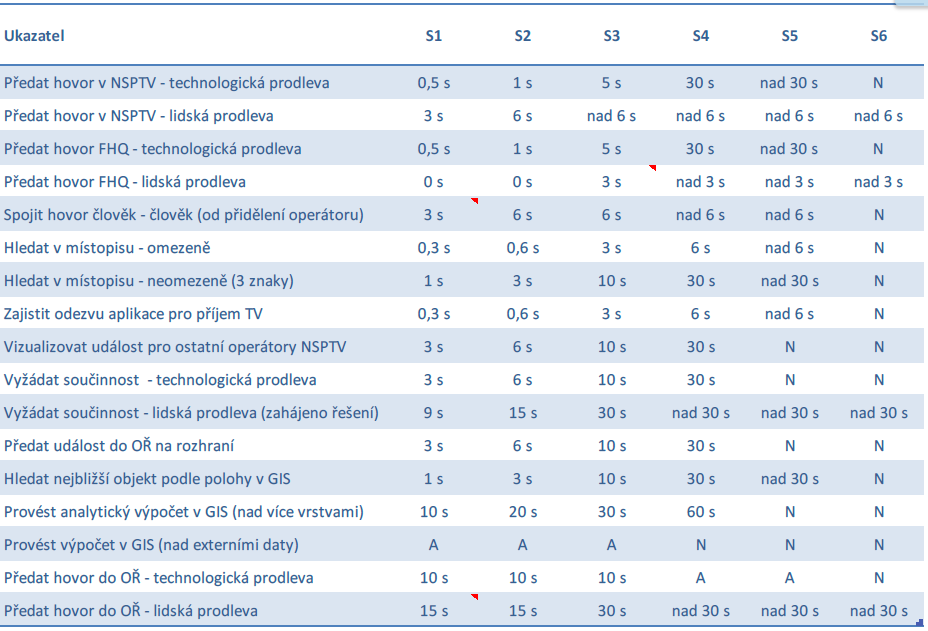 Ukazatel S1 S2 S3 S4 S5 S6
Předat hovor v NSPTV - technologická prodleva 0,5 s 1 s 5 s 30 s nad 30 s N
Předat hovor v NSPTV - lidská prodleva 3 s 6 s nad 6 s nad 6 s nad 6 s nad 6 s
Předat hovor FHQ - technologická prodleva 0,5 s 1 s 5 s 30 s nad 30 s N
Předat hovor FHQ - lidská prodleva 0 s 0 s 3 s nad 3 s nad 3 s nad 3 s
Spojit hovor člověk - člověk (od přidělení operátoru) 3 s 6 s 6 s nad 6 s nad 6 s N
Hledat v místopisu - omezeně 0,3 s 0,6 s 3 s 6 s nad 6 s N
Hledat v místopisu - neomezeně (3 znaky) 1 s 3 s 10 s 30 s nad 30 s N
Zajistit odezvu aplikace pro příjem TV 0,3 s 0,6 s 3 s 6 s nad 6 s N
Vizualizovat událost pro ostatní operátory NSPTV 3 s 6 s 10 s 30 s N N
Vyžádat součinnost - technologická prodleva 3 s 6 s 10 s 30 s N N
Vyžádat součinnost - lidská prodleva (zahájeno řešení) 9 s 15 s 30 s nad 30 s nad 30 s nad 30 s
Předat událost do OŘ na rozhraní 3 s 6 s 10 s 30 s N N
Hledat nejbližší objekt podle polohy v GIS 1 s 3 s 10 s 30 s nad 30 s N
Provést analytický výpočet v GIS (nad více vrstvami) 10 s 20 s 30 s 60 s N N
Provést výpočet v GIS (nad externími daty) A A A N N N
Předat hovor do OŘ - technologická prodleva 10 s 10 s 10 s A A N
Předat hovor do OŘ - lidská prodleva 15 s 15 s 30 s nad 30 s nad 30 s nad 30 s